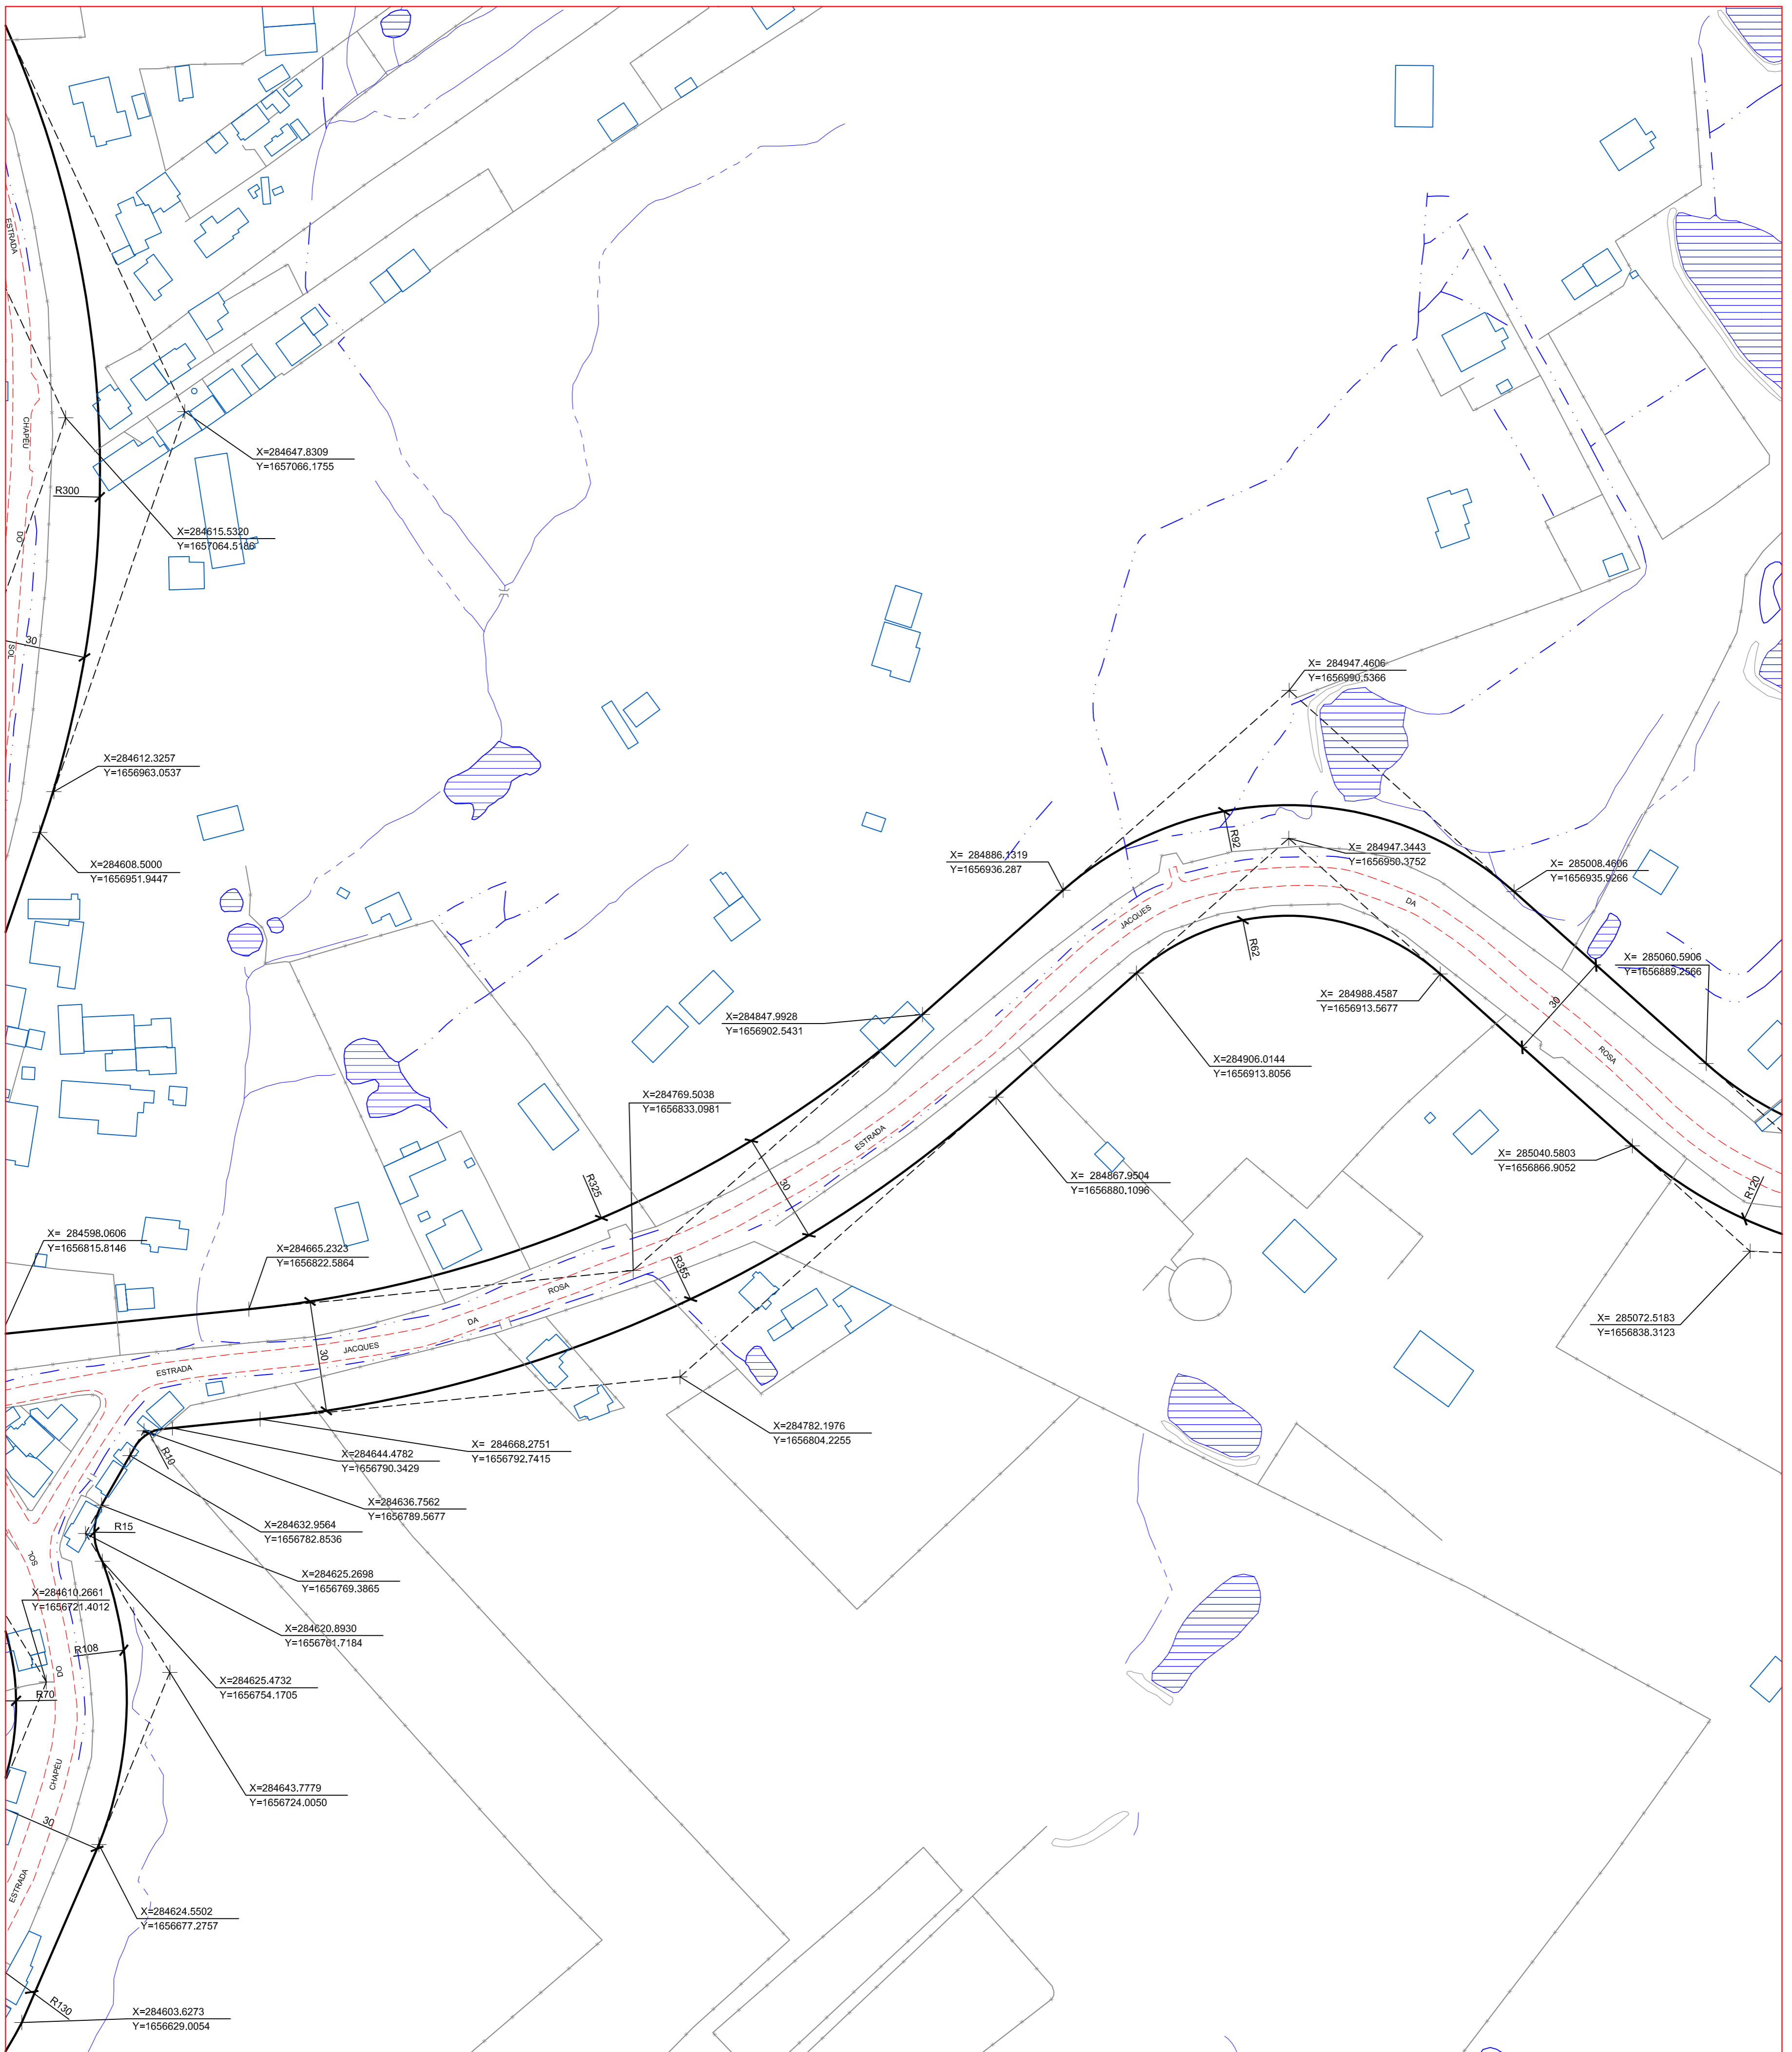 ESTRADA
CHAPÉU
DO
SOL
X=284647.8309
Y=1657066.1755
R300
X=284615.5320
Y=1657064.5186
30
X= 284947.4606
Y=1656990.5366
X=284612.3257
Y=1656963.0537
X=284608.5000
Y=1656951.9447
R92
X= 284886.1319
Y=1656936.287
X= 284947.3443
Y=1656950.3752
X= 285008.4606
Y=1656935.9266
JACQUES
DA
R62
X= 285060.5906
Y=1656889.2566
X= 284988.4587
Y=1656913.5677
30
X=284847.9928
Y=1656902.5431
X=284906.0144
Y=1656913.8056
ROSA
X=284769.5038
Y=1656833.0981
ESTRADA
X= 285040.5803
Y=1656866.9052
X= 284867.9504
Y=1656880.1096
R325
30
R120
X= 284598.0606
Y=1656815.8146
X=284665.2323
Y=1656822.5864
R355
ROSA
DA
X= 285072.5183
Y=1656838.3123
30
JACQUES
ESTRADA
X=284782.1976
Y=1656804.2255
R10
X= 284668.2751
Y=1656792.7415
X=284644.4782
Y=1656790.3429
X=284636.7562
Y=1656789.5677
R15
X=284632.9564
Y=1656782.8536
SOL
X=284625.2698
Y=1656769.3865
X=284610.2661
Y=1656721.4012
X=284620.8930
Y=1656761.7184
R108
DO
X=284625.4732
Y=1656754.1705
R70
CHAPÉU
X=284643.7779
Y=1656724.0050
30
ESTRADA
X=284624.5502
Y=1656677.2757
R130
X=284603.6273
Y=1656629.0054